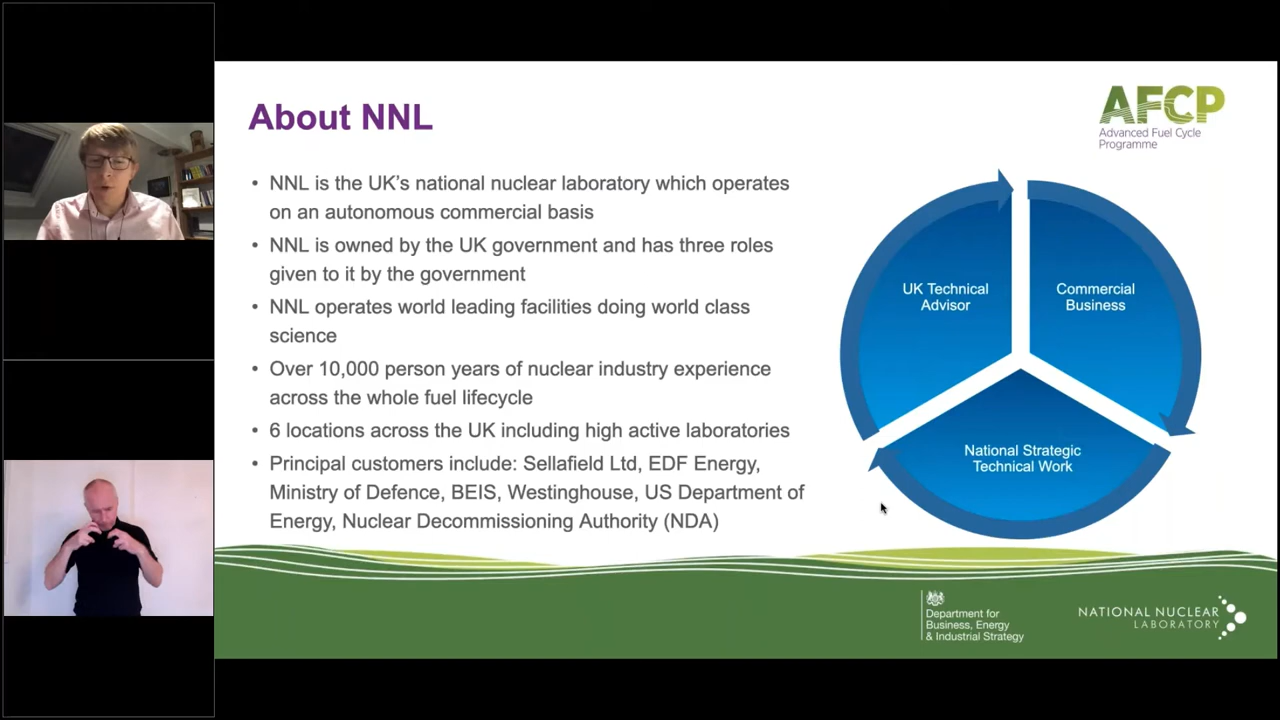 About NNL
AFCP
Advanced Fuel Cycle
Programme
• NNL is the UK’s national nuclear laboratory which operates
on an autonomous commercial basis
• NNL is owned by the UK government and has three roles
given to it by the government
• NNL operates world leading facilities doing world class
science
• Over 10,000 person years of nuclear industry experience
across the whole fuel lifecycle
• 6 locations across the UK including high active laboratories
• Principal customers include: Sellafield Ltd, EDF Energy,
Ministry of Defence, BEIS, Westinghouse, US Department of
Energy, Nuclear Decommissioning Authority (NDA)
UK Technical
Advisor
Commercial
Business
National Strategic
Technical Work
Department for
Business, Energy
& Industrial Strategy
NATIONAL NUCLEAR
LABORATORY